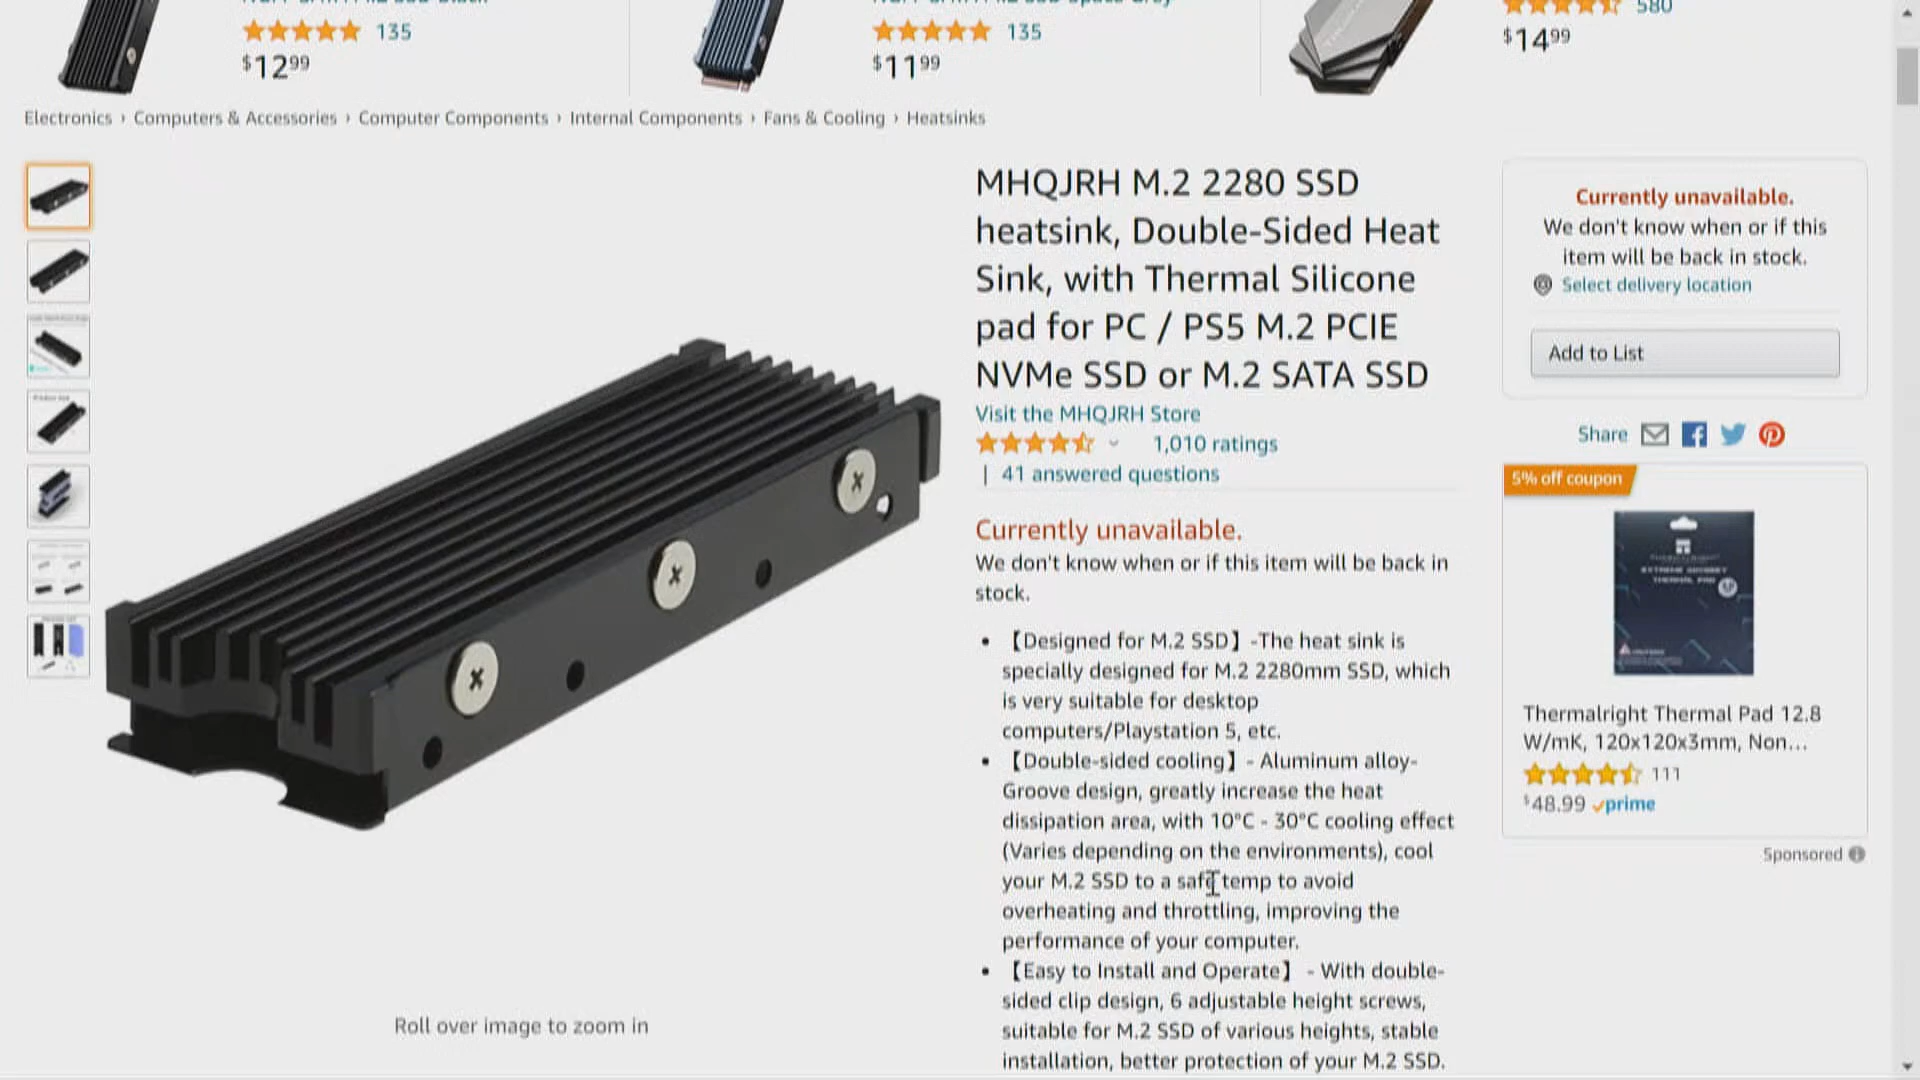 135
$12.99
135
$11.99
580
$14.99
Electronics › Computers & Accessories › Computer Components › Internal Components › Fans & Cooling › Heatsinks
MHQJRH M.2 2280 SSD
heatsink, Double-Sided Heat
Sink, with Thermal Silicone
pad for PC / PS5 M.2 PCIE
NVMe SSD or M.2 SATA SSD
Visit the MHQJRH Store
1,010 ratings
| 41 answered questions
Currently unavailable.
We don't know when or if this item will be back in
stock.
• 【Designed for M.2 SSD】-The heat sink is
specially designed for M.2 2280mm SSD, which
is very suitable for desktop
computers/Playstation 5, etc.
• 【Double-sided cooling】- Aluminum alloy-
Groove design, greatly increase the heat
dissipation area, with 10°C - 30°C cooling effect
(Varies depending on the environments), cool
your M.2 SSD to a safe temp to avoid
overheating and throttling, improving the
performance of your computer.
• 【Easy to Install and Operate】 - With double-
sided clip design, 6 adjustable height screws,
suitable for M.2 SSD of various heights, stable
installation, better protection of your M.2 SSD.
Roll over image to zoom in
Currently unavailable.
We don't know when or if this
item will be back in stock.
Select delivery location
Add to List
Share
5% off coupon
EXTREME ODYSSEY
THERMAL PAD
Thermalright Thermal Pad 12.8
W/mK, 120x120x3mm, Non...
111
$48.99 prime
Sponsored